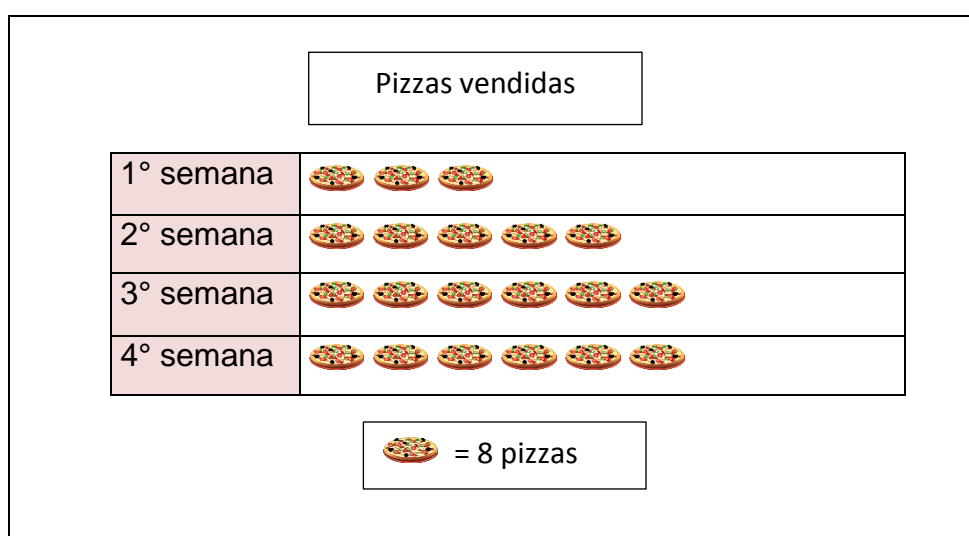 Pizzas vendidas
1° semana
2° semana
3° semana
4° semana
= 8 pizzas